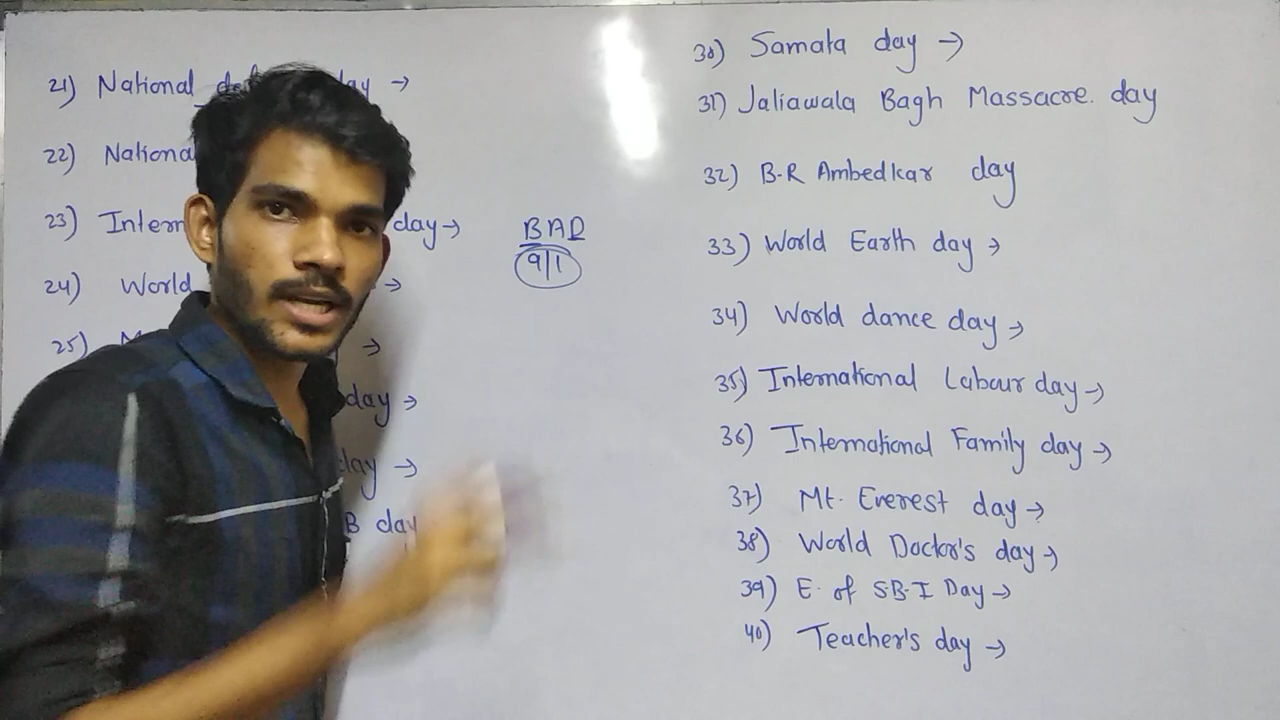 21) National day →
22) National
23) Intern day →
24) World →
25) →
day →
day →
B day
BAD
9/1
30) Samata day →
31) Jaliawala Bagh Massacre. day
32) B.R Ambedkar day
33) World Earth day →
34) World dance day →
35) International Labour day →
36) International Family day →
37) Mt. Everest day →
38) World Doctor's day →
39) E. of S.B.I Day →
40) Teacher's day →